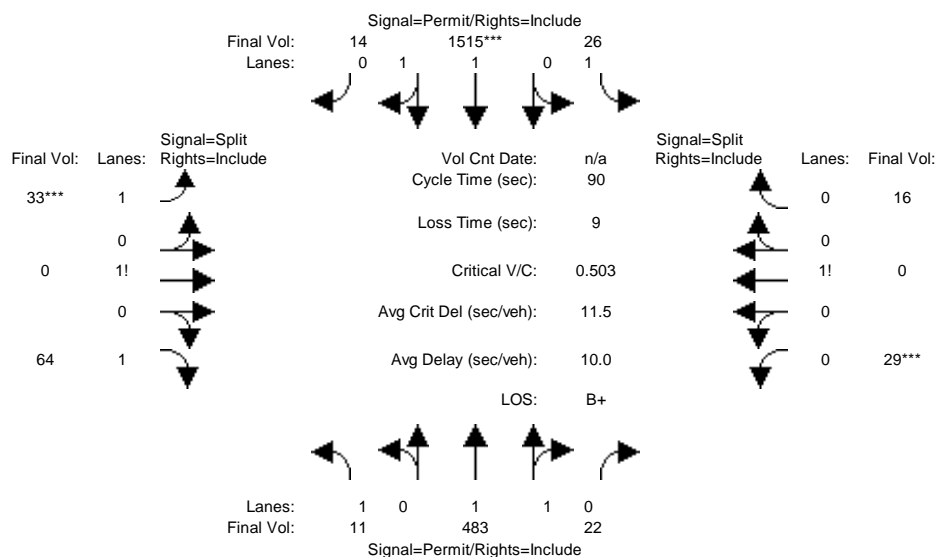 Signal=Permit/Rights=Include
Final Vol: 14 1515*** 26
Lanes: 0 1 1 0 1
Signal=Split
Rights=Include
Final Vol: Lanes:
33*** 1
0
0 1!
0
64 1
Vol Cnt Date: n/a
Cycle Time (sec): 90
Loss Time (sec): 9
Critical V/C: 0.503
Avg Crit Del (sec/veh): 11.5
Avg Delay (sec/veh): 10.0
LOS: B+
Signal=Split
Rights=Include
Lanes: Final Vol:
0 16
0
1! 0
0
0 29***
Lanes: 1 0 1 1 0
Final Vol: 11 483 22
Signal=Permit/Rights=Include